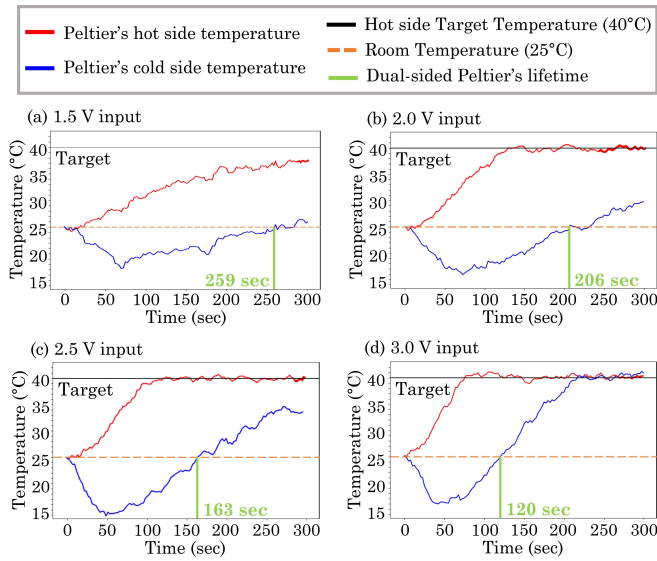 Peltier's hot side temperature
Peltier's cold side temperature
Hot side Target Temperature (40°C)
Room Temperature (25°C)
Dual-sided Peltier's lifetime
(a) 1.5 V input
Temperature (°C)
40
35
30
25
20
15
Target
259 sec
0 50 100 150 200 250 300
Time (sec)
(b) 2.0 V input
Temperature (°C)
40
35
30
25
20
15
Target
206 sec
0 50 100 150 200 250 300
Time (sec)
(c) 2.5 V input
Temperature (°C)
40
35
30
25
20
15
Target
163 sec
0 50 100 150 200 250 300
Time (sec)
(d) 3.0 V input
Temperature (°C)
40
35
30
25
20
15
Target
120 sec
0 50 100 150 200 250 300
Time (sec)